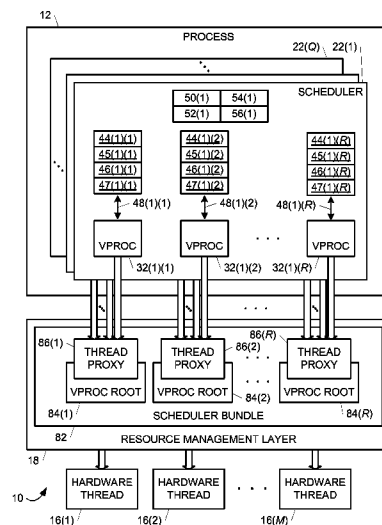 12
PROCESS
22(Q) 22(1)
SCHEDULER
50(1) 54(1)
52(1) 56(1)
44(1)(1) 44(1)(2) 44(1)(R)
45(1)(1) 45(1)(2) 45(1)(R)
46(1)(1) 46(1)(2) 46(1)(R)
47(1)(1) 47(1)(2) 47(1)(R)
48(1)(1) 48(1)(2) 48(1)(R)
VPROC VPROC . . . VPROC
32(1)(1) 32(1)(2) 32(1)(R)
86(1) 86(2) 86(R)
THREAD PROXY THREAD PROXY . . . THREAD PROXY
VPROC ROOT VPROC ROOT . . . VPROC ROOT
84(1) 84(2) 84(R)
SCHEDULER BUNDLE
82
RESOURCE MANAGEMENT LAYER
18
HARDWARE THREAD HARDWARE THREAD . . . HARDWARE THREAD
10
16(1) 16(2) 16(M)